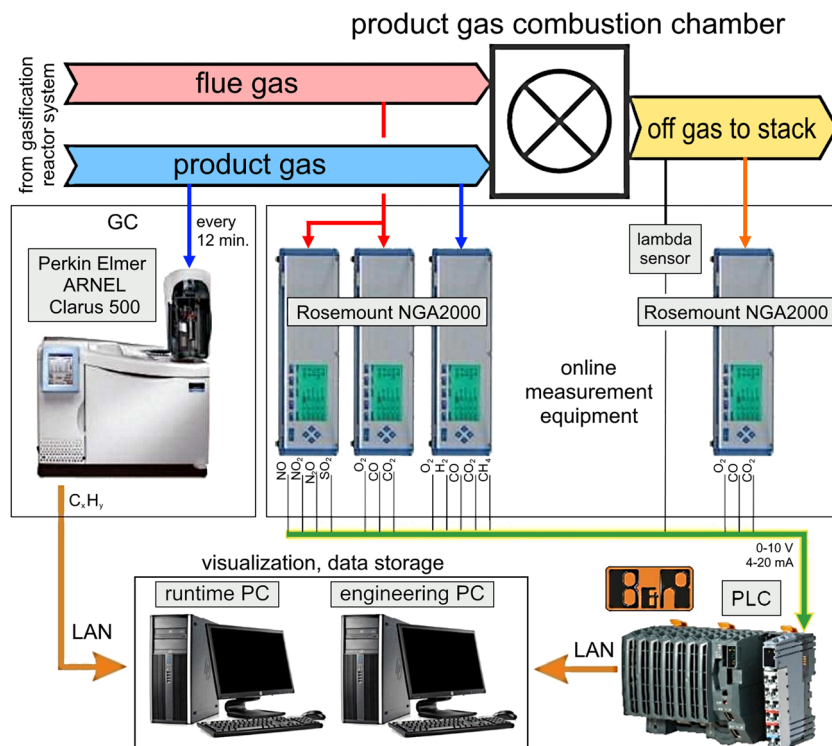 product gas combustion chamber
from gasification
reactor system
flue gas
product gas
off gas to stack
GC
every
12 min.
Perkin Elmer
ARNEL
Clarus 500
lambda
sensor
Rosemount NGA2000
Rosemount NGA2000
online
measurement
equipment
NO
NO₂
N₂O
SO₂
O₂
CO
CO₂
O₂
H₂
CO
CO₂
CH₄
O₂
CO
CO₂
CₓHᵧ
0-10 V
4-20 mA
visualization, data storage
runtime PC
engineering PC
B&R
PLC
LAN
LAN